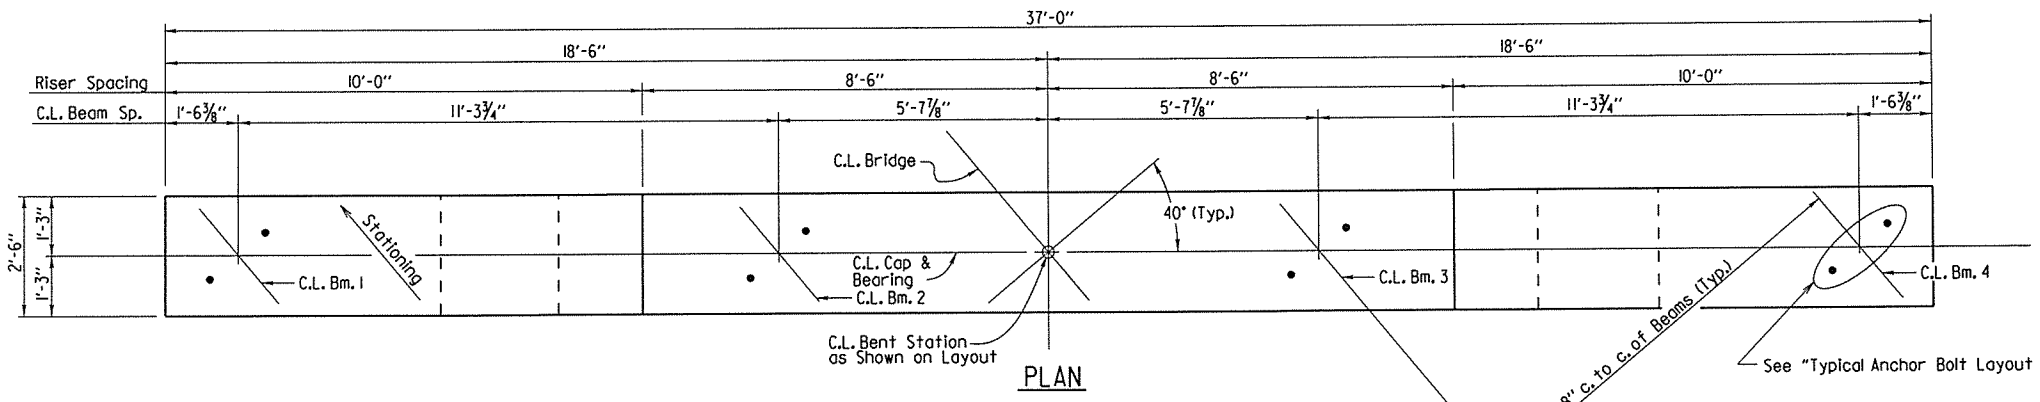 37'-0"
18'-6" 18'-6"
Riser Spacing 10'-0" 8'-6" 8'-6" 10'-0"
C.L. Beam Sp. 1'-6⅜" 11'-3¾" 5'-7⅞" 5'-7⅞" 11'-3¾" 1'-6⅜"
C.L. Bridge
40° (Typ.)
2'-6"
1'-3"
1'-3"
Stationing
C.L. Bm. 1
C.L. Cap &
Bearing
C.L. Bm. 2
C.L. Bm. 3
C.L. Bm. 4
c. to c. of Beams (Typ.)
C.L. Bent Station
as Shown on Layout
See "Typical Anchor Bolt Layout
PLAN